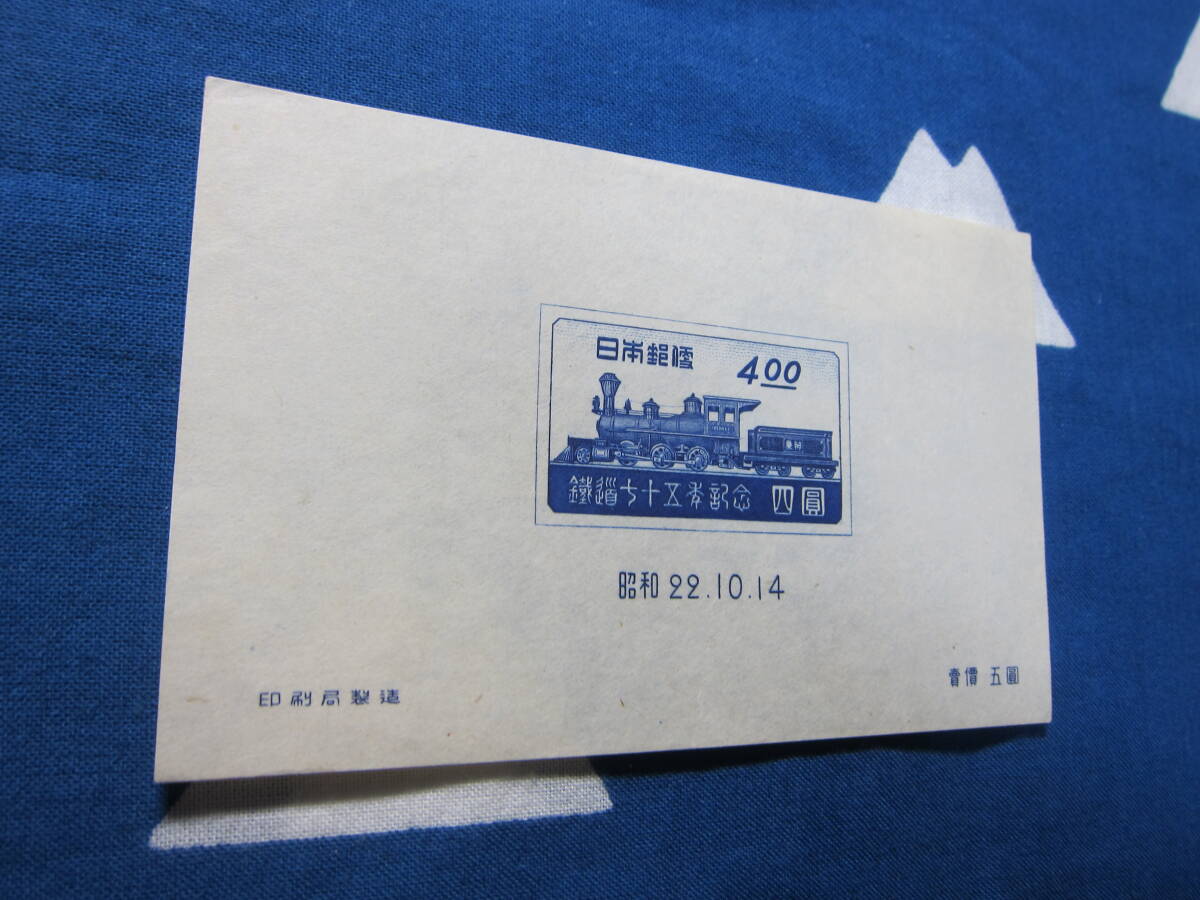 日本郵便 4.00
鐵道七十五年記念 四圓
昭和 22.10.14
印刷局製造
賣價 五圓